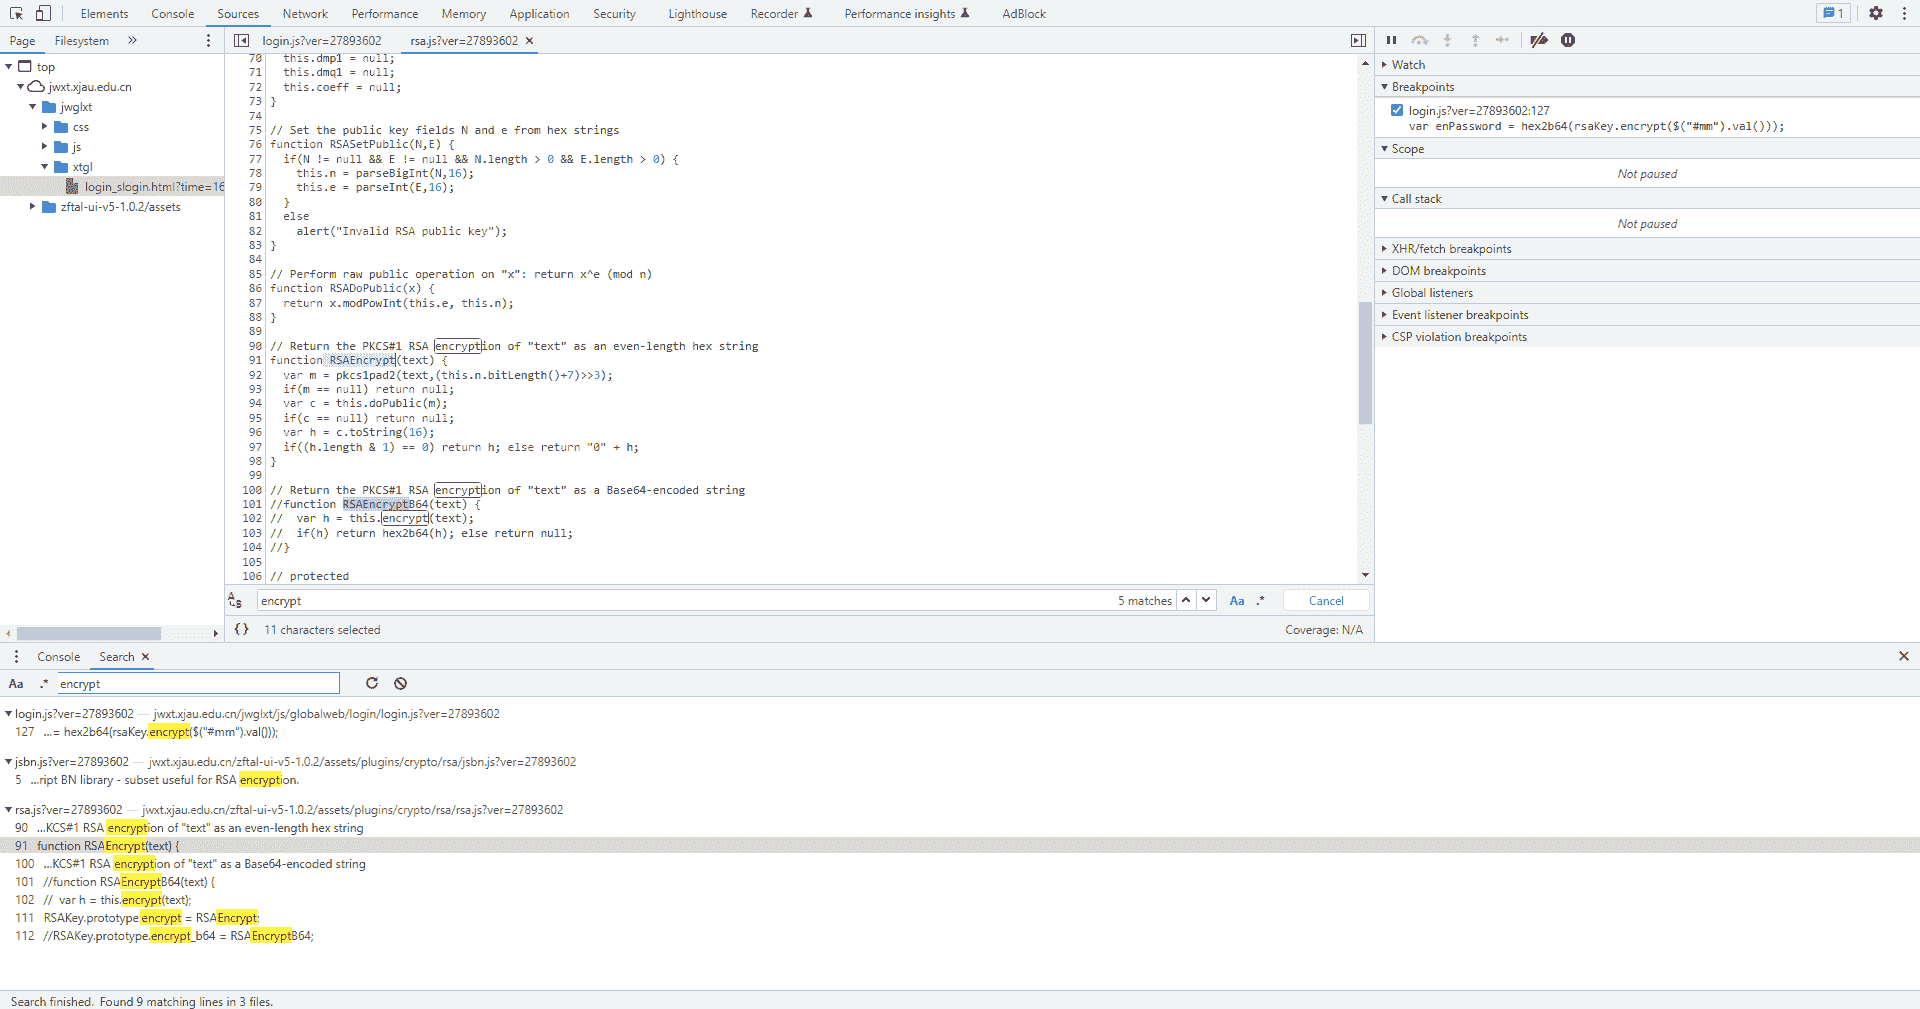 Elements Console Sources Network Performance Memory Application Security Lighthouse Recorder Performance insights AdBlock 1
Page Filesystem »
login.js?ver=27893602 rsa.js?ver=27893602 ×
top
jwxt.xjau.edu.cn
jwglxt
css
js
xtgl
login_slogin.html?time=16
zftal-ui-v5-1.0.2/assets
70 this.dmp1 = null;
71 this.dmq1 = null;
72 this.coeff = null;
73 }
74
75 // Set the public key fields N and e from hex strings
76 function RSASetPublic(N,E) {
77 if(N != null && E != null && N.length > 0 && E.length > 0) {
78 this.n = parseBigInt(N,16);
79 this.e = parseInt(E,16);
80 }
81 else
82 alert("Invalid RSA public key");
83 }
84
85 // Perform raw public operation on "x": return x^e (mod n)
86 function RSADoPublic(x) {
87 return x.modPowInt(this.e, this.n);
88 }
89
90 // Return the PKCS#1 RSA encryption of "text" as an even-length hex string
91 function RSAEncrypt(text) {
92 var m = pkcs1pad2(text,(this.n.bitLength()+7)>>3);
93 if(m == null) return null;
94 var c = this.doPublic(m);
95 if(c == null) return null;
96 var h = c.toString(16);
97 if((h.length & 1) == 0) return h; else return "0" + h;
98 }
99
100 // Return the PKCS#1 RSA encryption of "text" as a Base64-encoded string
101 //function RSAEncryptB64(text) {
102 // var h = this.encrypt(text);
103 // if(h) return hex2b64(h); else return null;
104 //}
105
106 // protected
encrypt 5 matches Aa .* Cancel
{} 11 characters selected Coverage: N/A
Watch
Breakpoints
login.js?ver=27893602:127
var enPassword = hex2b64(rsaKey.encrypt($("#mm").val()));
Scope
Not paused
Call stack
Not paused
XHR/fetch breakpoints
DOM breakpoints
Global listeners
Event listener breakpoints
CSP violation breakpoints
Console Search ×
Aa .* encrypt
login.js?ver=27893602 — jwxt.xjau.edu.cn/jwglxt/js/globalweb/login/login.js?ver=27893602
127 …= hex2b64(rsaKey.encrypt($("#mm").val()));
jsbn.js?ver=27893602 — jwxt.xjau.edu.cn/zftal-ui-v5-1.0.2/assets/plugins/crypto/rsa/jsbn.js?ver=27893602
5 …ript BN library - subset useful for RSA encryption.
rsa.js?ver=27893602 — jwxt.xjau.edu.cn/zftal-ui-v5-1.0.2/assets/plugins/crypto/rsa/rsa.js?ver=27893602
90 …KCS#1 RSA encryption of "text" as an even-length hex string
91 function RSAEncrypt(text) {
100 …KCS#1 RSA encryption of "text" as a Base64-encoded string
101 //function RSAEncryptB64(text) {
102 // var h = this.encrypt(text);
111 RSAKey.prototype.encrypt = RSAEncrypt;
112 //RSAKey.prototype.encrypt_b64 = RSAEncryptB64;
Search finished. Found 9 matching lines in 3 files.